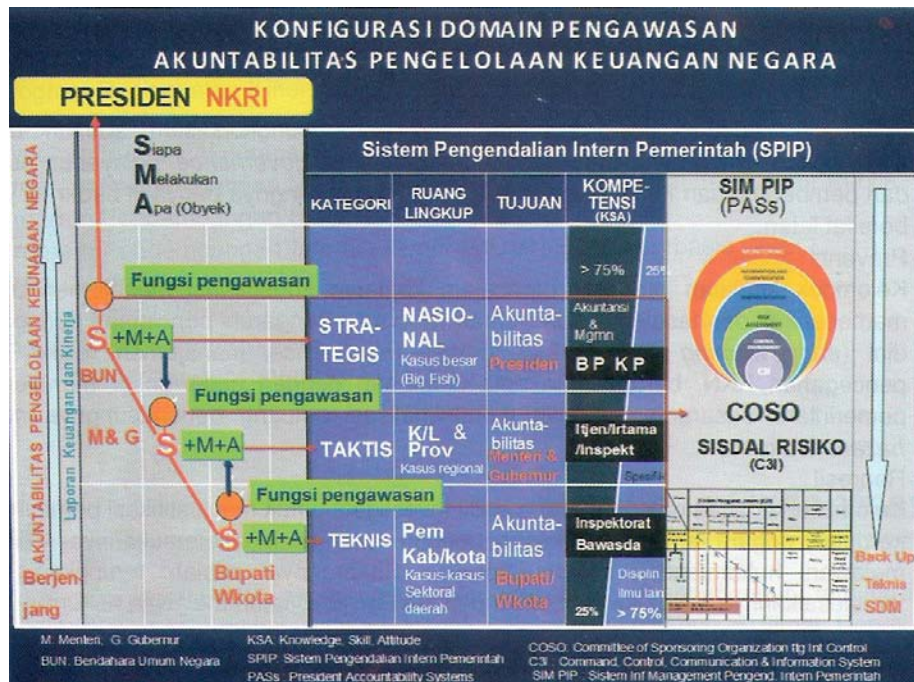 KONFIGURASI DOMAIN PENGAWASAN
AKUNTABILITAS PENGELOLAAN KEUANGAN NEGARA
PRESIDEN NKRI
AKUNTABILITAS PENGELOLAAN KEUNAGAN NEGARA
Laporan Keuangan dan Kinerja
Berjen-
jang
Siapa
Melakukan
Apa (Obyek)
Sistem Pengendalian Intern Pemerintah (SPIP)
KATEGORI
RUANG
LINGKUP
TUJUAN
KOMPE-
TENSI
(KSA)
SIM PIP
(PASs)
> 75%
25%
Fungsi pengawasan
S +M+A
BUN
STRA-
TEGIS
NASIO-
NAL
Kasus besar
(Big Fish)
Akunta-
bilitas
Presiden
Akuntansi
&
Mgmn
BPKP
Fungsi pengawasan
M & G
S +M+A
TAKTIS
K/L &
Prov
Kasus regional
Akunta-
bilitas
Menteri &
Gubernur
Itjen/Irtama
/Inspekt
Fungsi pengawasan
S +M+A
Bupati
Wkota
TEKNIS
Pem
Kab/kota
Kasus-kasus
Sektoral
daerah
Akunta-
bilitas
Bupati/
Wkota
Inspektorat
Bawasda
Disiplin
ilmu lain
25%
> 75%
MONITORING
RISK
ASSESSMENT
CONTROL
ENVIRONMENT
C3I
COSO
SISDAL RISIKO
(C3I)
Back Up
- Teknis
- SDM
M: Menteri, G: Gubernur
BUN: Bendahara Umum Negara
KSA: Knowledge, Skill, Attitude
SPIP: Sistem Pengendalian Intern Pemerintah
PASs : President Accountability Systems
COSO: Committee of Sponsoring Organization ttg Int Control
C3I : Command, Control, Communication & Information System
SIM PIP : Sistem Inf Management Pengend. Intern Pemerintah